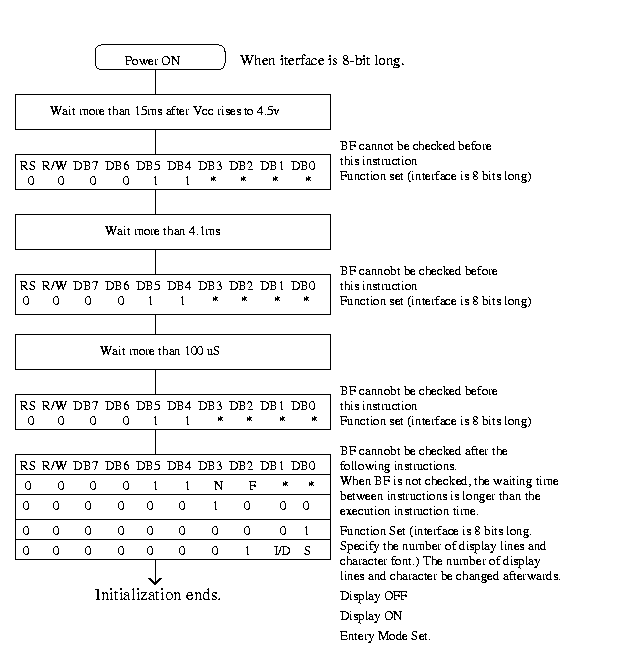 Power ON
When iterface is 8-bit long.
Wait more than 15ms after Vcc rises to 4.5v
BF cannot be checked before
this instruction
Function set (interface is 8 bits long)
RS R/W DB7 DB6 DB5 DB4 DB3 DB2 DB1 DB0
0 0 0 0 1 1 * * * *
Wait more than 4.1ms
BF cannobt be checked before
this instruction
Function set (interface is 8 bits long)
RS R/W DB7 DB6 DB5 DB4 DB3 DB2 DB1 DB0
0 0 0 0 1 1 * * * *
Wait more than 100 uS
BF cannobt be checked before
this instruction
Function set (interface is 8 bits long)
RS R/W DB7 DB6 DB5 DB4 DB3 DB2 DB1 DB0
0 0 0 0 1 1 * * * *
RS R/W DB7 DB6 DB5 DB4 DB3 DB2 DB1 DB0
0 0 0 0 1 1 N F * *
0 0 0 0 0 0 1 0 0 0
0 0 0 0 0 0 0 0 0 1
0 0 0 0 0 0 0 1 I/D S
BF cannobt be checked after the
following instructions.
When BF is not checked, the waiting time
between instructions is longer than the
execution instruction time.
Function Set (interface is 8 bits long.
Specify the number of display lines and
character font.) The number of display
lines and character be changed afterwards.
Display OFF
Display ON
Entery Mode Set.
Initialization ends.